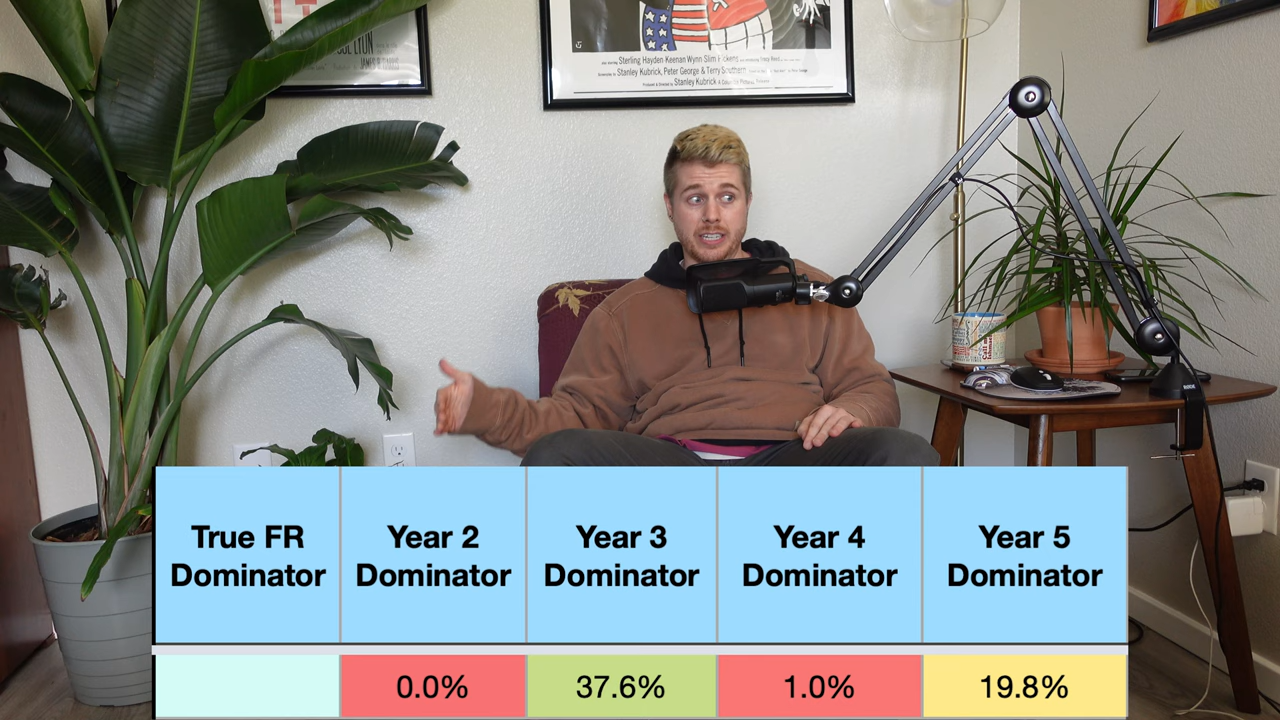 Sterling Hayden Keenan Wynn Slim Pickens
Stanley Kubrick, Peter George & Terry Southern
Stanley Kubrick
True FR
Dominator
Year 2
Dominator
Year 3
Dominator
Year 4
Dominator
Year 5
Dominator
0.0%
37.6%
1.0%
19.8%